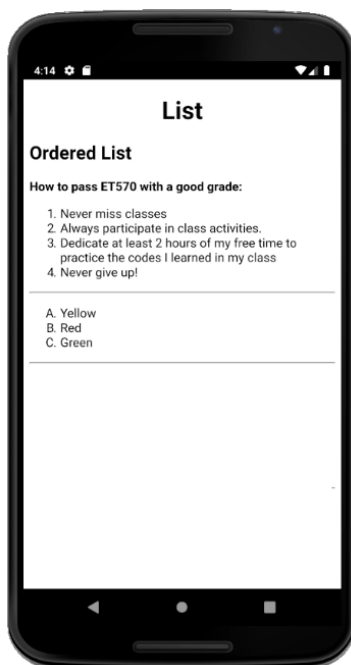 4:14
List
Ordered List
How to pass ET570 with a good grade:
1. Never miss classes
2. Always participate in class activities.
3. Dedicate at least 2 hours of my free time to
practice the codes I learned in my class
4. Never give up!
A. Yellow
B. Red
C. Green